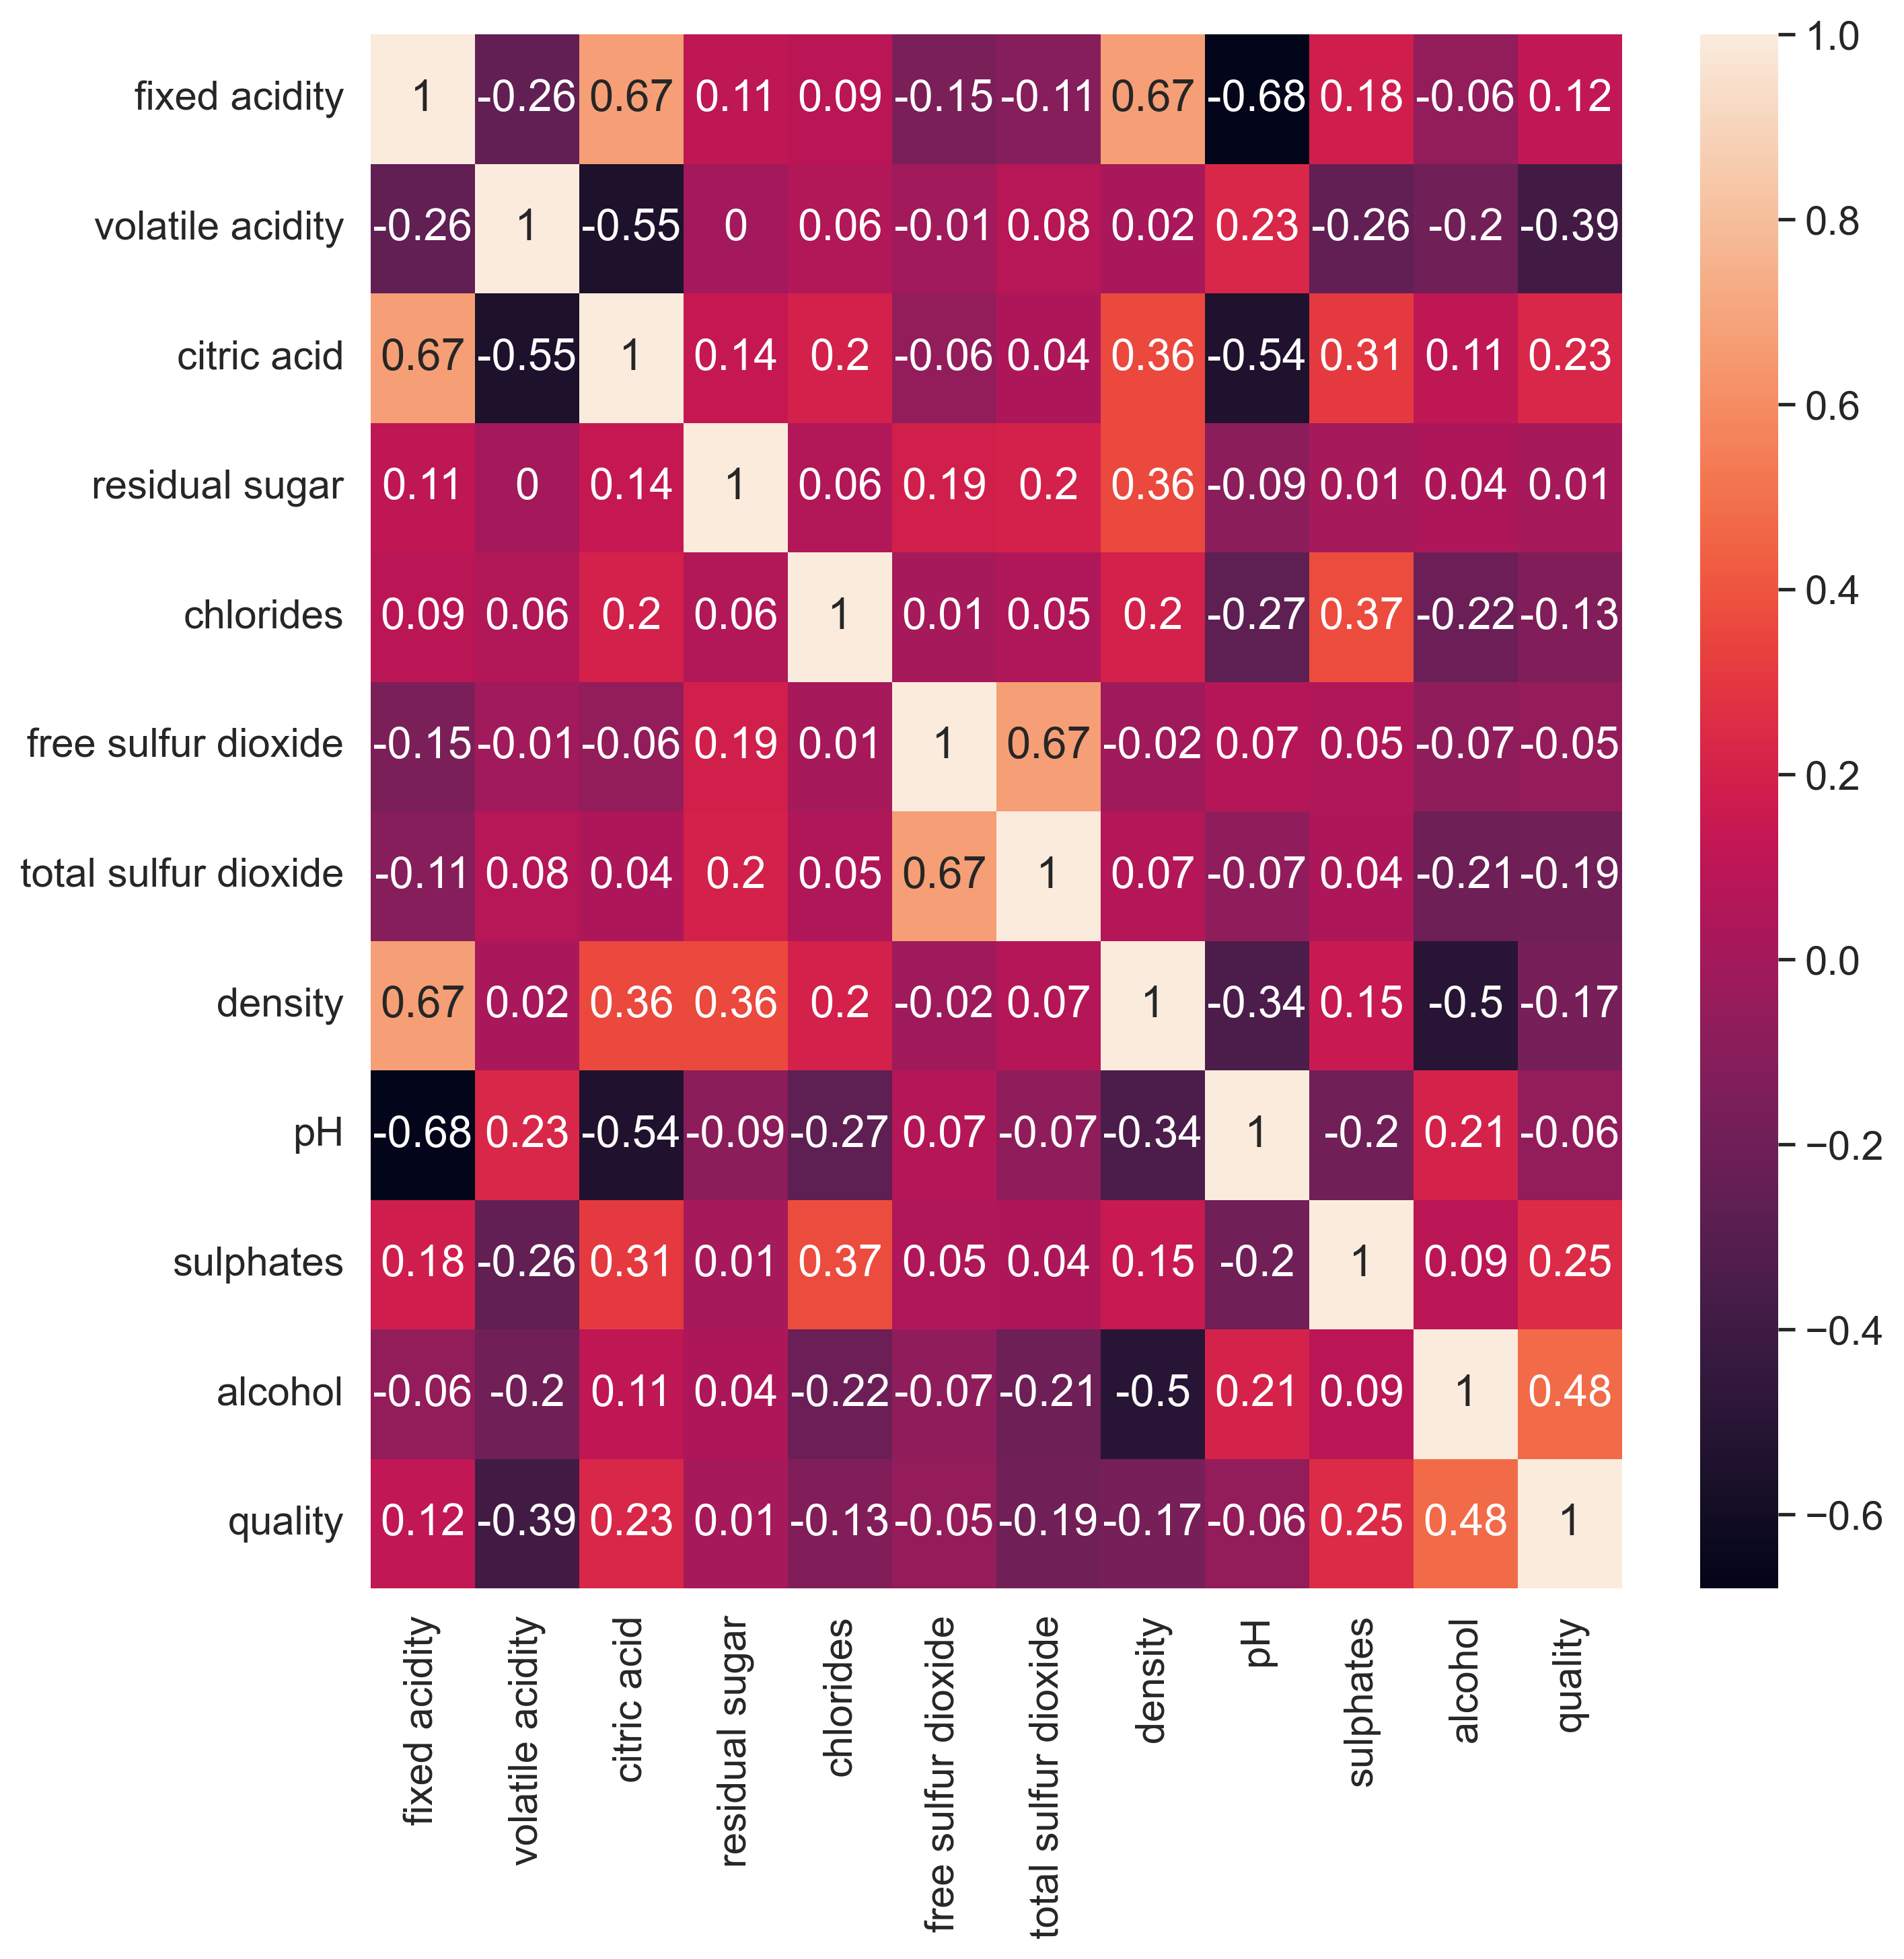 fixed acidity 1 -0.26 0.67 0.11 0.09 -0.15 -0.11 0.67 -0.68 0.18 -0.06 0.12
volatile acidity -0.26 1 -0.55 0 0.06 -0.01 0.08 0.02 0.23 -0.26 -0.2 -0.39
citric acid 0.67 -0.55 1 0.14 0.2 -0.06 0.04 0.36 -0.54 0.31 0.11 0.23
residual sugar 0.11 0 0.14 1 0.06 0.19 0.2 0.36 -0.09 0.01 0.04 0.01
chlorides 0.09 0.06 0.2 0.06 1 0.01 0.05 0.2 -0.27 0.37 -0.22 -0.13
free sulfur dioxide -0.15 -0.01 -0.06 0.19 0.01 1 0.67 -0.02 0.07 0.05 -0.07 -0.05
total sulfur dioxide -0.11 0.08 0.04 0.2 0.05 0.67 1 0.07 -0.07 0.04 -0.21 -0.19
density 0.67 0.02 0.36 0.36 0.2 -0.02 0.07 1 -0.34 0.15 -0.5 -0.17
pH -0.68 0.23 -0.54 -0.09 -0.27 0.07 -0.07 -0.34 1 -0.2 0.21 -0.06
sulphates 0.18 -0.26 0.31 0.01 0.37 0.05 0.04 0.15 -0.2 1 0.09 0.25
alcohol -0.06 -0.2 0.11 0.04 -0.22 -0.07 -0.21 -0.5 0.21 0.09 1 0.48
quality 0.12 -0.39 0.23 0.01 -0.13 -0.05 -0.19 -0.17 -0.06 0.25 0.48 1
fixed acidity
volatile acidity
citric acid
residual sugar
chlorides
free sulfur dioxide
total sulfur dioxide
density
pH
sulphates
alcohol
quality
1.0
0.8
0.6
0.4
0.2
0.0
−0.2
−0.4
−0.6